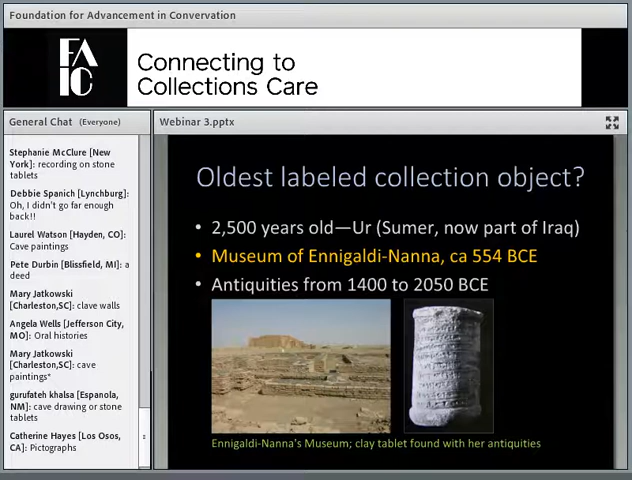 Foundation for Advancement in Convervation
FA
IC
Connecting to
Collections Care
General Chat (Everyone)
Stephanie McClure [New
York]: recording on stone
tablets
Debbie Spanich [Lynchburg]:
Oh, I didn't go far enough
back!!
Laurel Watson [Hayden, CO]:
Cave paintings
Pete Durbin [Blissfield, MI]: a
deed
Mary Jatkowski
[Charleston,SC]: clave walls
Angela Wells [Jefferson City,
MO]: Oral histories
Mary Jatkowski
[Charleston,SC]: cave
paintings*
gurufateh khalsa [Espanola,
NM]: cave drawing or stone
tablets
Catherine Hayes [Los Osos,
CA]: Pictographs
Webinar 3.pptx
Oldest labeled collection object?
• 2,500 years old—Ur (Sumer, now part of Iraq)
• Museum of Ennigaldi-Nanna, ca 554 BCE
• Antiquities from 1400 to 2050 BCE
Ennigaldi-Nanna's Museum; clay tablet found with her antiquities